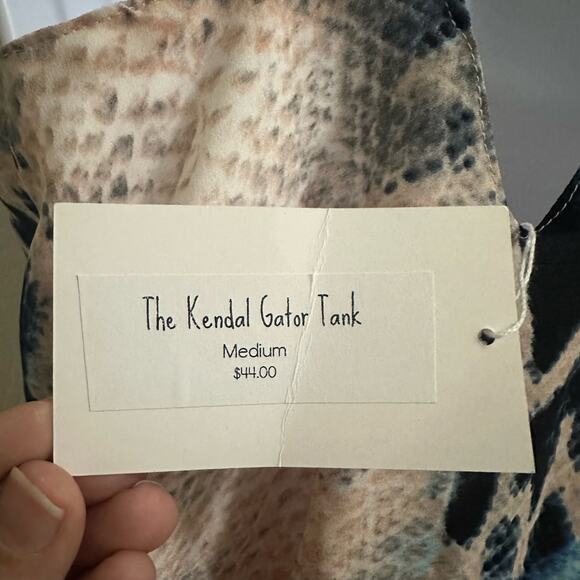 The Kendal Gator Tank
Medium
$44.00